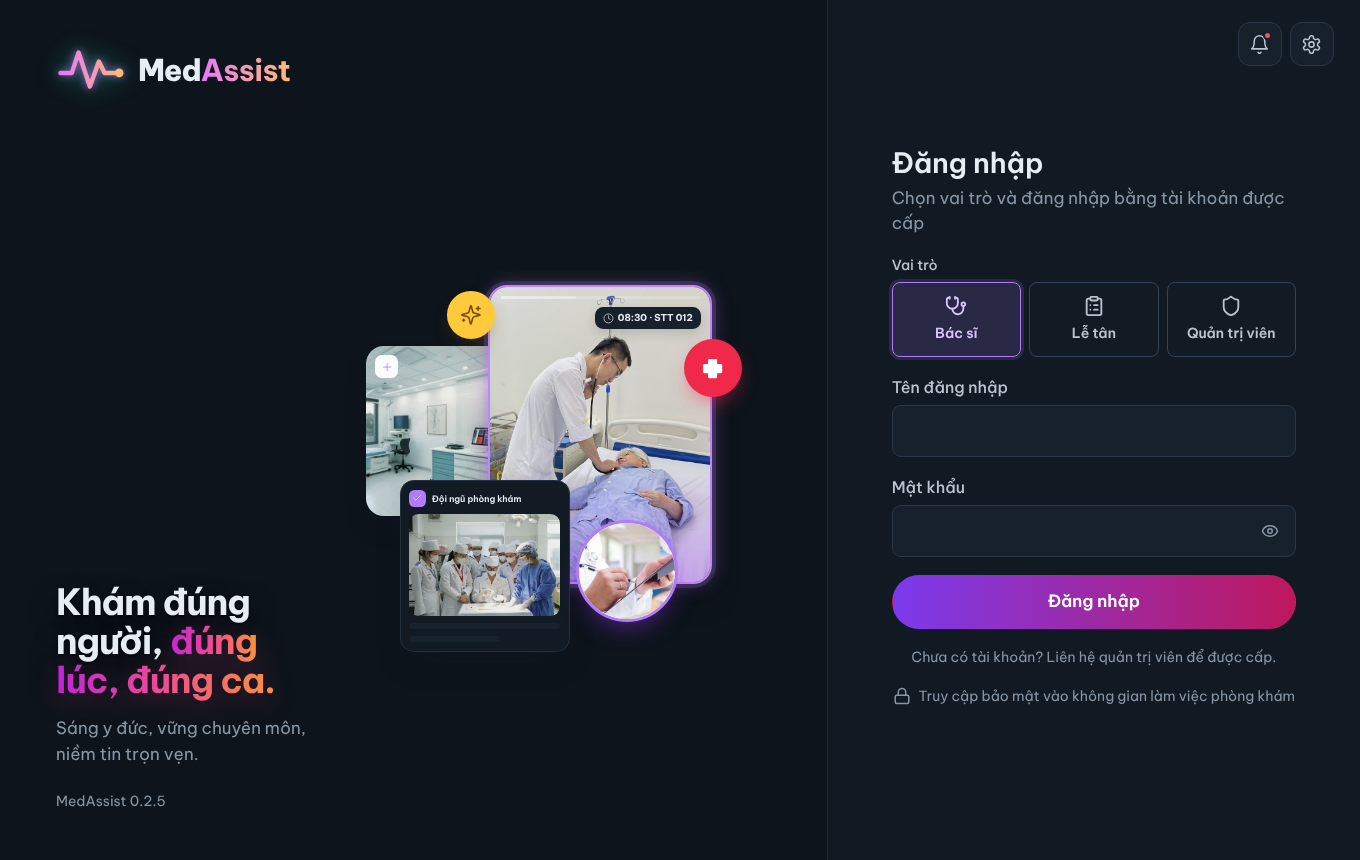 MedAssist
08:30 · STT 012
Đội ngũ phòng khám
Khám đúng
người, đúng
lúc, đúng ca.
Sáng y đức, vững chuyên môn,
niềm tin trọn vẹn.
MedAssist 0.2.5
Đăng nhập
Chọn vai trò và đăng nhập bằng tài khoản được
cấp
Vai trò
Bác sĩ
Lễ tân
Quản trị viên
Tên đăng nhập
Mật khẩu
Đăng nhập
Chưa có tài khoản? Liên hệ quản trị viên để được cấp.
Truy cập bảo mật vào không gian làm việc phòng khám